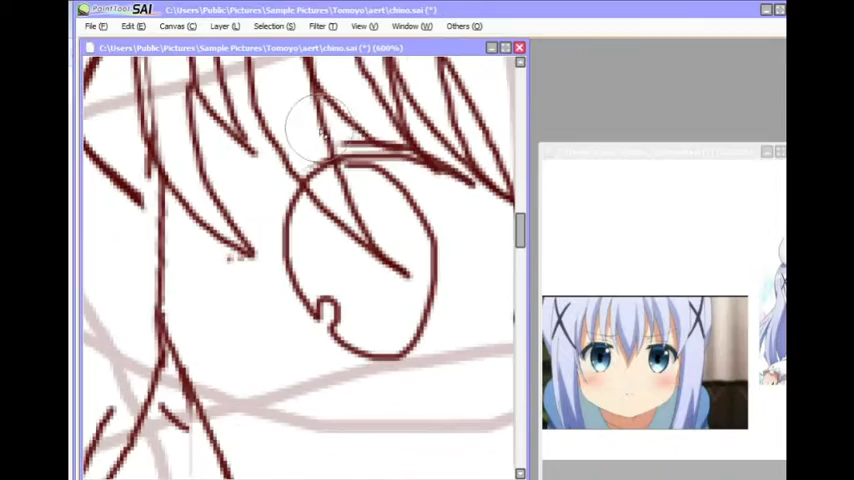 PaintTool SAI C:\Users\Public\Pictures\Sample Pictures\Tomoyo\aert\chino.sai (*)
File (F) Edit (E) Canvas (C) Layer (L) Selection (S) Filter (T) View (V) Window (W) Others (O)
C:\Users\Public\Pictures\Sample Pictures\Tomoyo\aert\chino.sai (*) (600%)